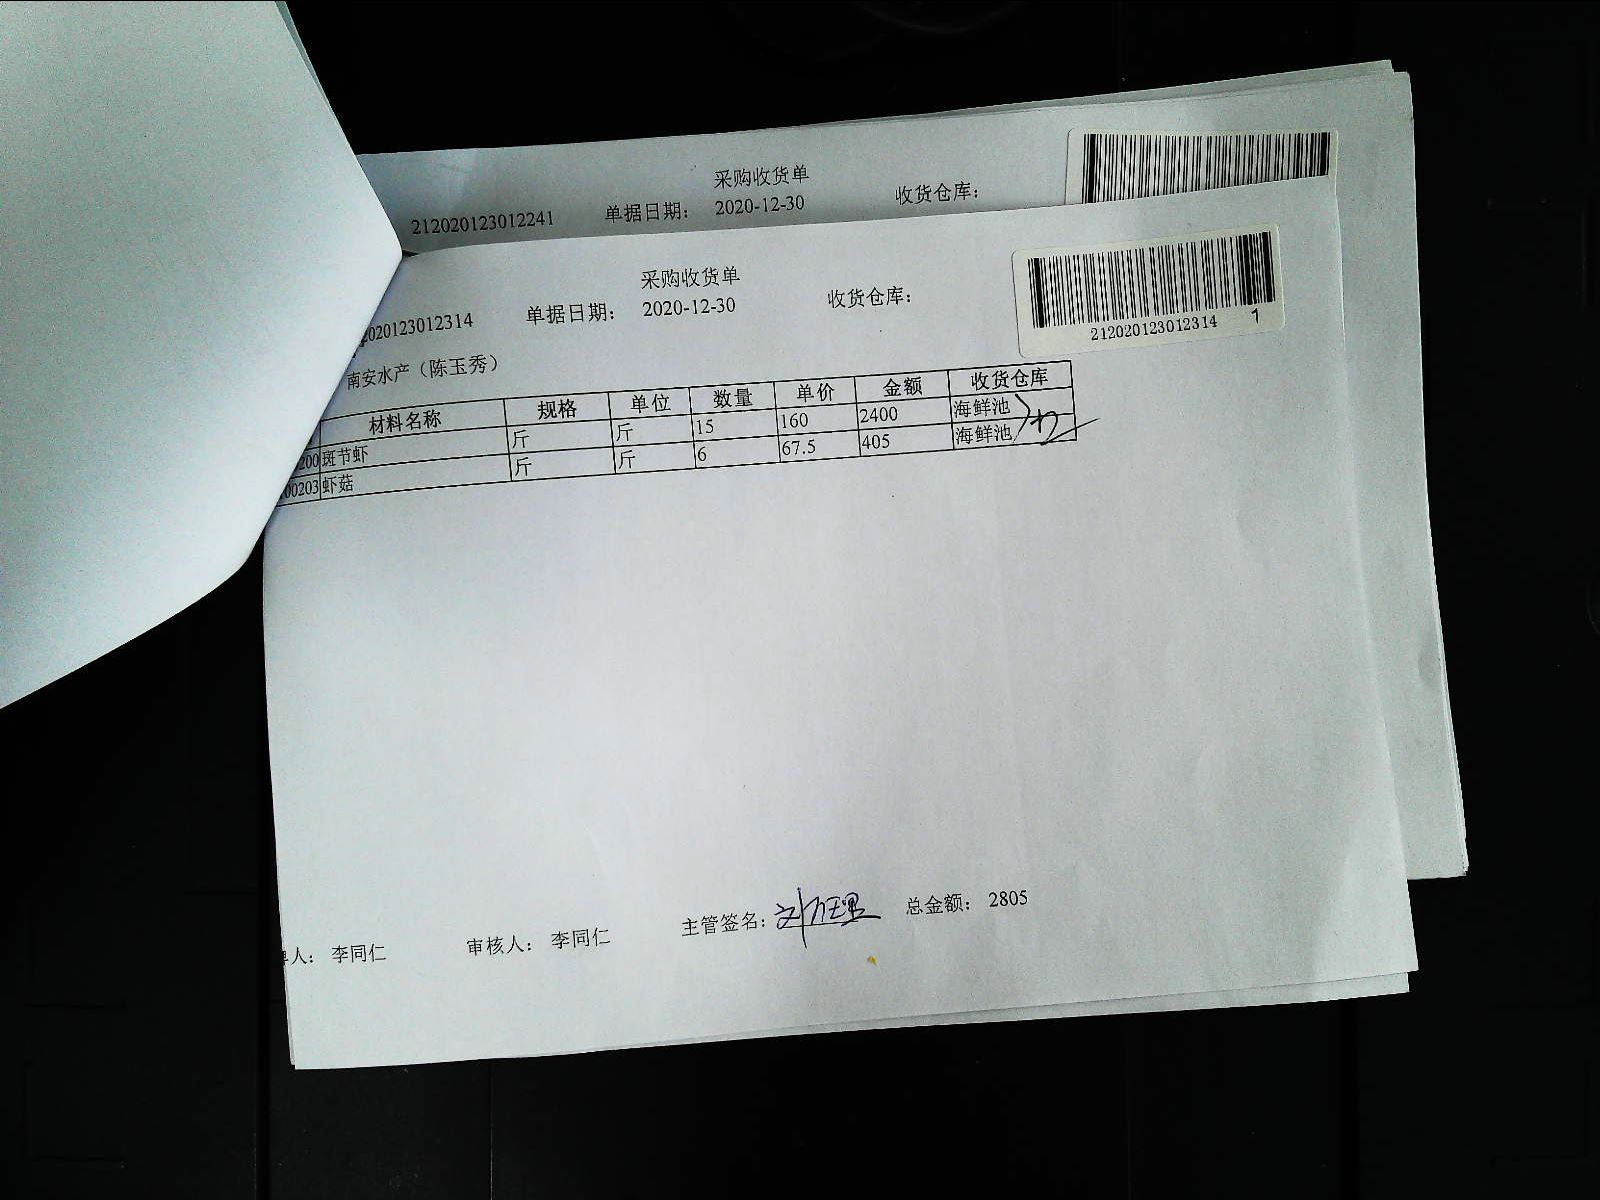 采购收货单
212020123012241 单据日期： 2020-12-30 收货仓库：
采购收货单
020123012314 单据日期： 2020-12-30 收货仓库：
212020123012314 1
南安水产（陈玉秀）
材料名称 规格 单位 数量 单价 金额 收货仓库
200 斑节虾 斤 斤 15 160 2400 海鲜池
00203 虾菇 斤 斤 6 67.5 405 海鲜池
人： 李同仁 审核人： 李同仁 主管签名： 总金额： 2805